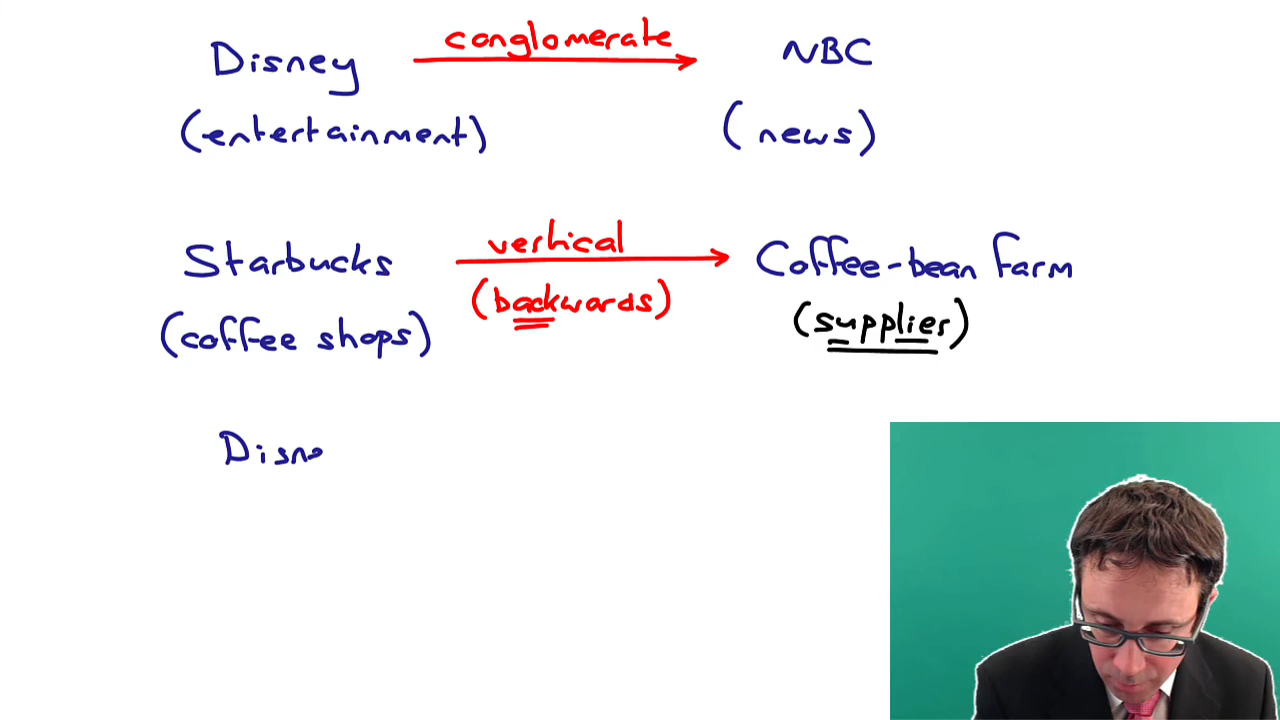 Disney conglomerate NBC
(entertainment) (news)
Starbucks vertical Coffee-bean Farm
(coffee shops) (backwards) (supplier)
Disne